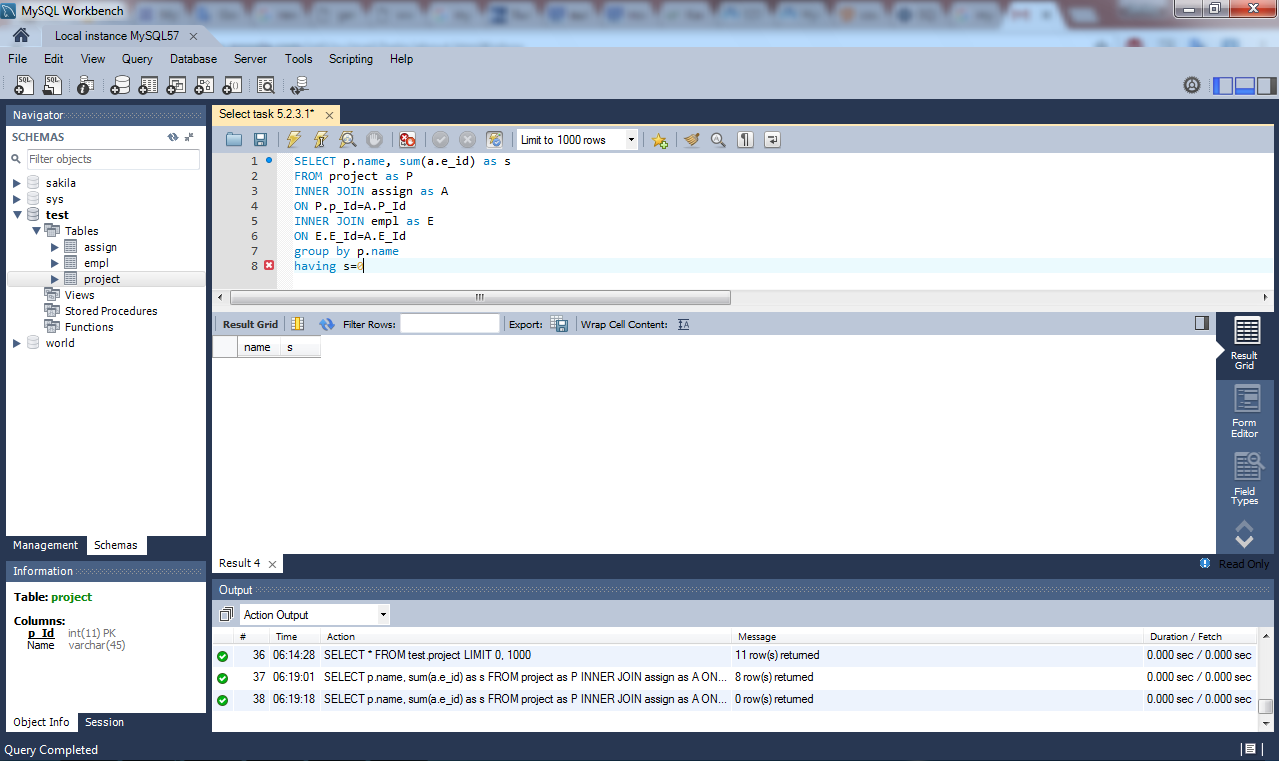 MySQL Workbench
Local instance MySQL57
File Edit View Query Database Server Tools Scripting Help
Navigator
SCHEMAS
Filter objects
sakila
sys
test
Tables
assign
empl
project
Views
Stored Procedures
Functions
world
Management Schemas
Information
Table: project
Columns:
p_Id int(11) PK
Name varchar(45)
Object Info Session
Select task 5.2.3.1*
Limit to 1000 rows
1 SELECT p.name, sum(a.e_id) as s
2 FROM project as P
3 INNER JOIN assign as A
4 ON P.p_Id=A.P_Id
5 INNER JOIN empl as E
6 ON E.E_Id=A.E_Id
7 group by p.name
8 having s=0
Result Grid Filter Rows: Export: Wrap Cell Content:
name s
Result Grid
Form Editor
Field Types
Result 4
Read Only
Output
Action Output
# Time Action Message Duration / Fetch
36 06:14:28 SELECT * FROM test.project LIMIT 0, 1000 11 row(s) returned 0.000 sec / 0.000 sec
37 06:19:01 SELECT p.name, sum(a.e_id) as s FROM project as P INNER JOIN assign as A ON... 8 row(s) returned 0.000 sec / 0.000 sec
38 06:19:18 SELECT p.name, sum(a.e_id) as s FROM project as P INNER JOIN assign as A ON... 0 row(s) returned 0.000 sec / 0.000 sec
Query Completed